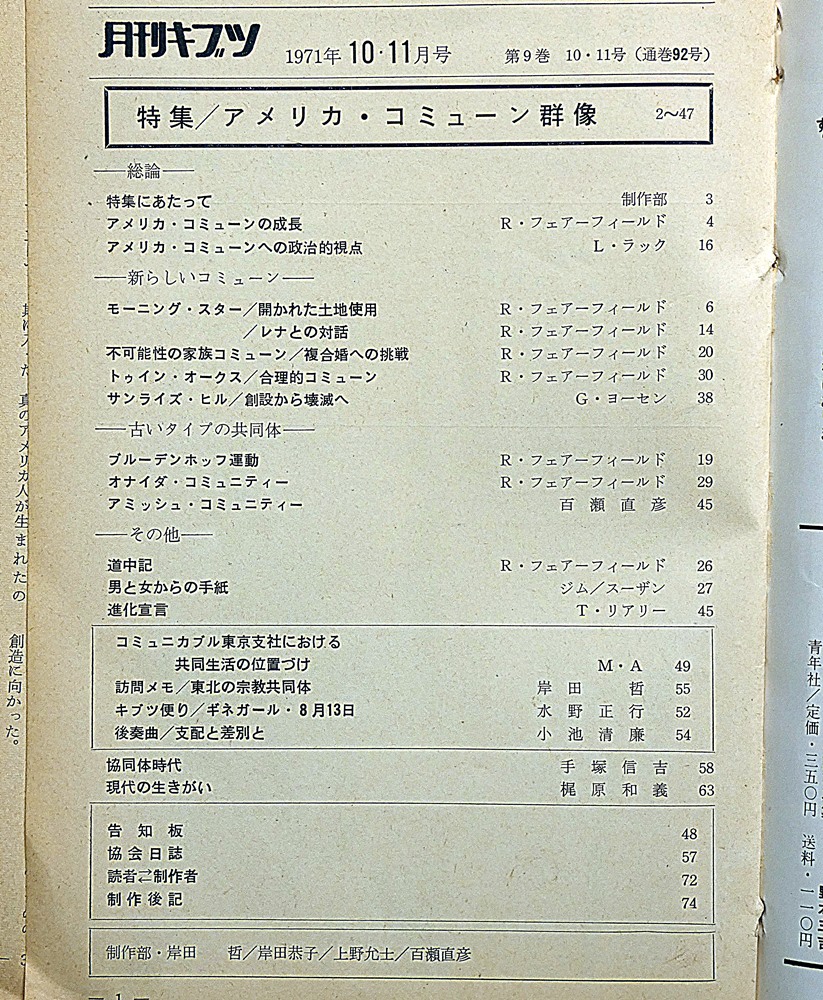 月刊キブツ 1971年 10・11月号 第9巻 10・11号（通巻92号）
特集／アメリカ・コミューン群像 2〜47
──総論──
特集にあたって 制作部 3
アメリカ・コミューンの成長 R・フェアーフィールド 4
アメリカ・コミューンへの政治的視点 L・ラック 16
──新らしいコミューン──
モーニング・スター／開かれた土地使用 R・フェアーフィールド 6
／レナとの対話 R・フェアーフィールド 14
不可能性の家族コミューン／複合婚への挑戦 R・フェアーフィールド 20
トゥイン・オークス／合理的コミューン R・フェアーフィールド 30
サンライズ・ヒル／創設から壊滅へ G・ヨーセン 38
──古いタイプの共同体──
ブルーデンホッフ運動 R・フェアーフィールド 19
オナイダ・コミュニティー R・フェアーフィールド 29
アミッシュ・コミュニティー 百瀬直彦 45
──その他──
道中記 R・フェアーフィールド 26
男と女からの手紙 ジム／スーザン 27
進化宣言 T・リアリー 45
コミュニカブル東京支社における
共同生活の位置づけ M・A 49
訪問メモ／東北の宗教共同体 岸田 哲 55
キブツ便り／ギネガール・8月13日 水野正行 52
後奏曲／支配と差別と 小池清廉 54
協同体時代 手塚信吉 58
現代の生きがい 梶原和義 63
告知板 48
協会日誌 57
読者⇄制作者 72
制作後記 74
制作部・岸田 哲／岸田恭子／上野允士／百瀬直彦
― 1 ―
真のアメリカ人が生まれたの
創造に向かった。
青年社／定価・三五〇円 送料・一一〇円